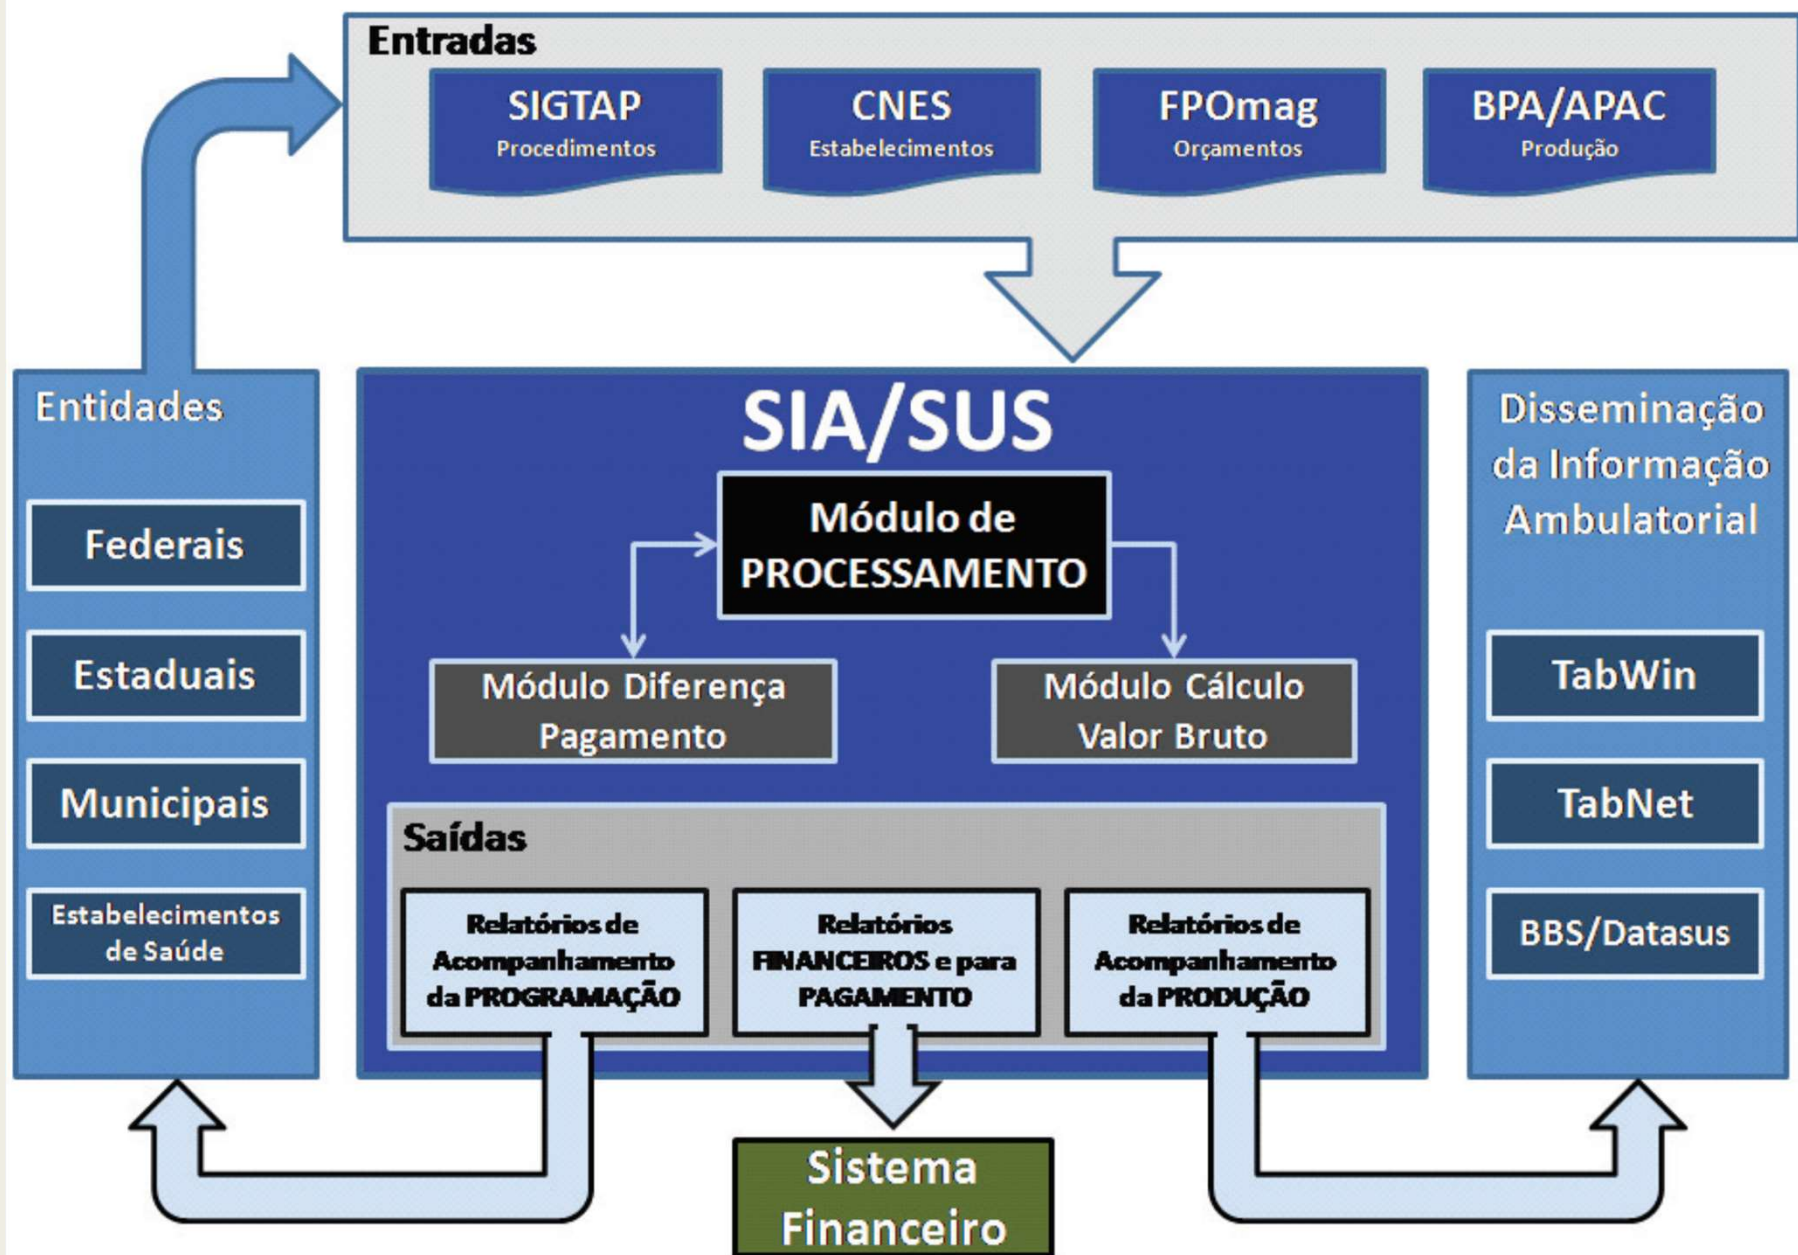 Entradas
SIGTAP
Procedimentos
CNES
Estabelecimentos
FPOmag
Orçamentos
BPA/APAC
Produção
Entidades
Federais
Estaduais
Municipais
Estabelecimentos
de Saúde
SIA/SUS
Módulo de
PROCESSAMENTO
Módulo Diferença
Pagamento
Módulo Cálculo
Valor Bruto
Saídas
Relatórios de
Acompanhamento
da PROGRAMAÇÃO
Relatórios
FINANCEIROS e para
PAGAMENTO
Relatórios de
Acompanhamento
da PRODUÇÃO
Disseminação
da Informação
Ambulatorial
TabWin
TabNet
BBS/Datasus
Sistema
Financeiro